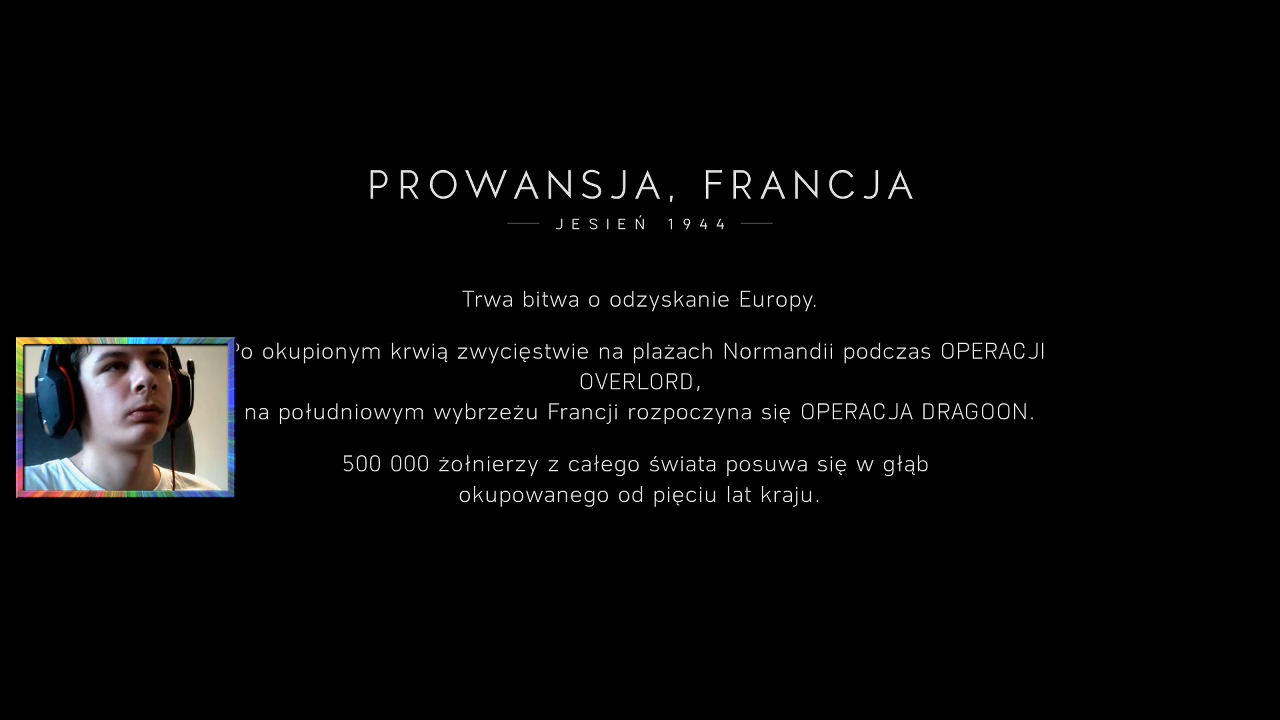 PROWANSJA, FRANCJA
JESIEŃ 1944
Trwa bitwa o odzyskanie Europy.
Po okupionym krwią zwycięstwie na plażach Normandii podczas OPERACJI
OVERLORD,
na południowym wybrzeżu Francji rozpoczyna się OPERACJA DRAGOON.
500 000 żołnierzy z całego świata posuwa się w głąb
okupowanego od pięciu lat kraju.